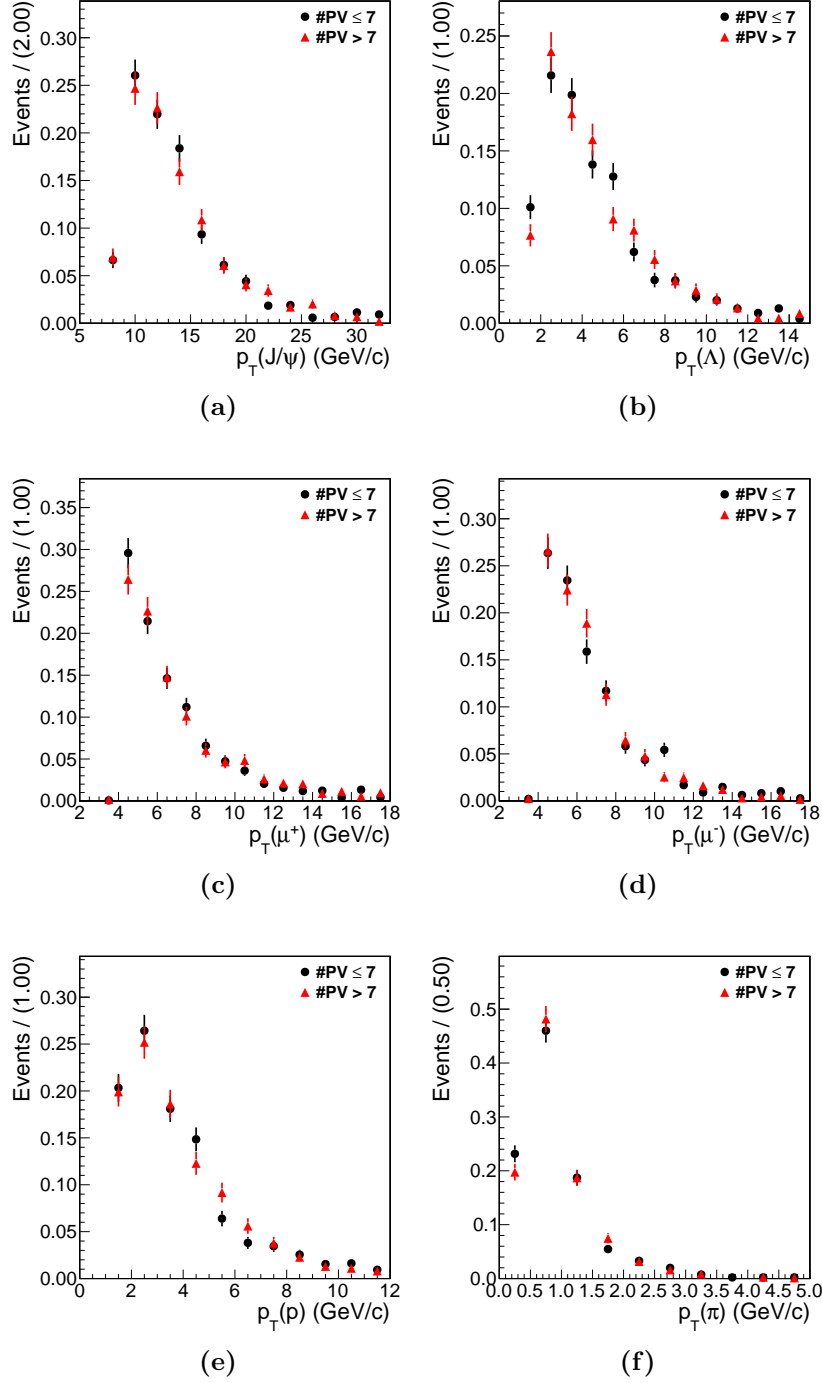 Events / (2.00)
0.30
0.25
0.20
0.15
0.10
0.05
0.00
#PV ≤ 7
#PV > 7
5 10 15 20 25 30
p_T(J/ψ) (GeV/c)
(a)
Events / (1.00)
0.25
0.20
0.15
0.10
0.05
0.00
#PV ≤ 7
#PV > 7
0 2 4 6 8 10 12 14
p_T(Λ) (GeV/c)
(b)
Events / (1.00)
0.35
0.30
0.25
0.20
0.15
0.10
0.05
0.00
#PV ≤ 7
#PV > 7
2 4 6 8 10 12 14 16 18
p_T(μ⁺) (GeV/c)
(c)
Events / (1.00)
0.30
0.25
0.20
0.15
0.10
0.05
0.00
#PV ≤ 7
#PV > 7
2 4 6 8 10 12 14 16 18
p_T(μ⁻) (GeV/c)
(d)
Events / (1.00)
0.30
0.25
0.20
0.15
0.10
0.05
0.00
#PV ≤ 7
#PV > 7
0 2 4 6 8 10 12
p_T(p) (GeV/c)
(e)
Events / (0.50)
0.5
0.4
0.3
0.2
0.1
0.0
#PV ≤ 7
#PV > 7
0.0 0.5 1.0 1.5 2.0 2.5 3.0 3.5 4.0 4.5 5.0
p_T(π) (GeV/c)
(f)